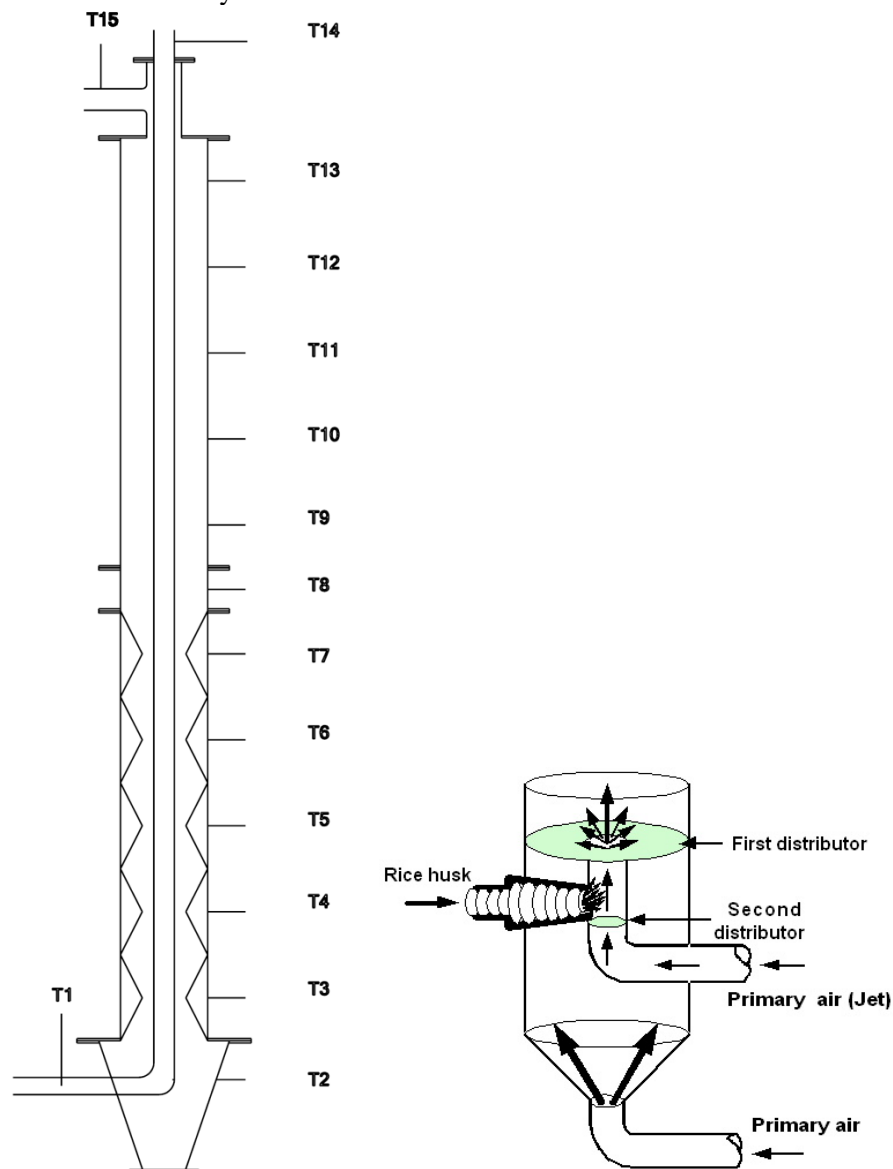 T15
T14
T13
T12
T11
T10
T9
T8
T7
T6
T5
T4
T3
T1
T2
First distributor
Rice husk
Second
distributor
Primary air (Jet)
Primary air